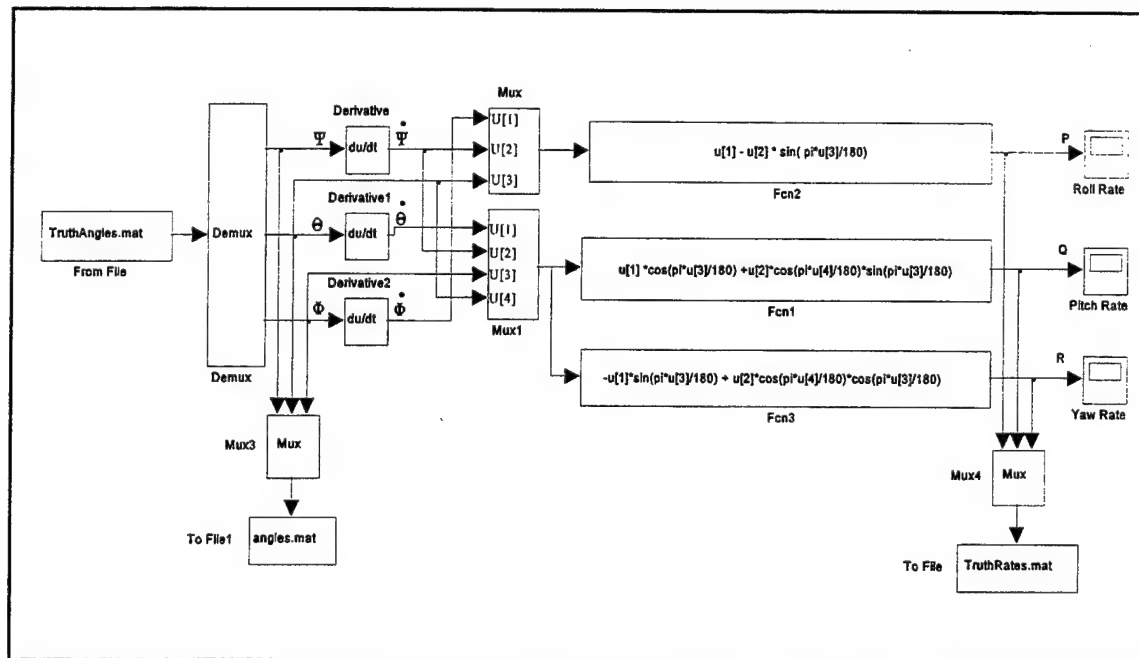 Mux
Derivative
Ψ
du/dt
Ψ̇
U[1]
U[2]
U[3]
u[1] - u[2] * sin( pi*u[3]/180)
Fcn2
P
Roll Rate
TruthAngles.mat
From File
Demux
Demux
Derivative1
Θ
du/dt
Θ̇
U[1]
U[2]
U[3]
U[4]
Mux1
u[1] *cos(pi*u[3]/180) +u[2]*cos(pi*u[4]/180)*sin(pi*u[3]/180)
Fcn1
Q
Pitch Rate
Derivative2
Φ
du/dt
Φ̇
-u[1]*sin(pi*u[3]/180) + u[2]*cos(pi*u[4]/180)*cos(pi*u[3]/180)
Fcn3
R
Yaw Rate
Mux3
Mux
To File1
angles.mat
Mux4
Mux
To File
TruthRates.mat